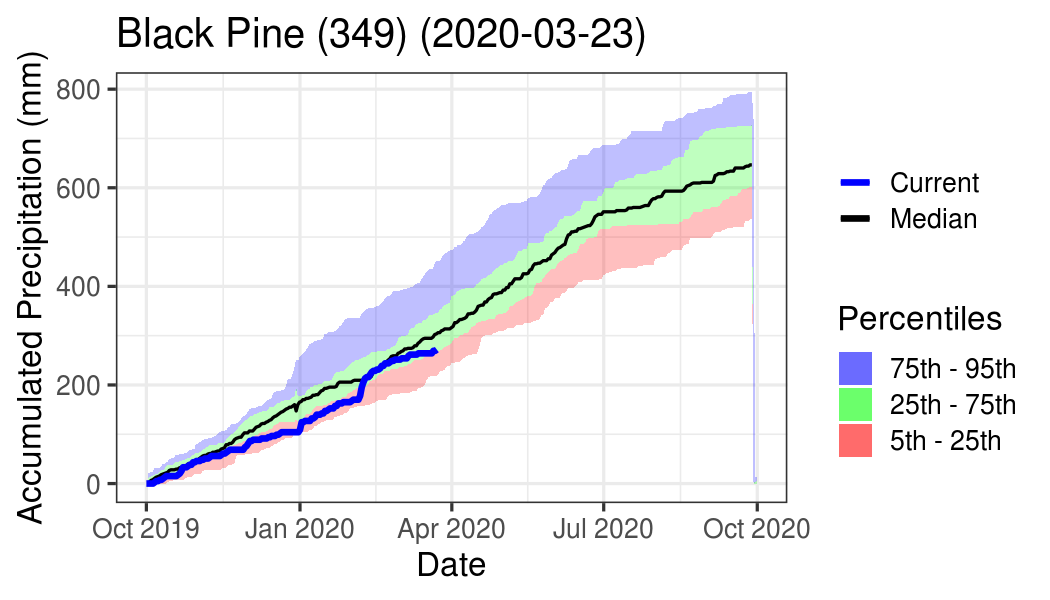 Black Pine (349) (2020-03-23)
Accumulated Precipitation (mm)
800
600
400
200
0
Oct 2019
Jan 2020
Apr 2020
Jul 2020
Oct 2020
Date
Current
Median
Percentiles
75th - 95th
25th - 75th
5th - 25th